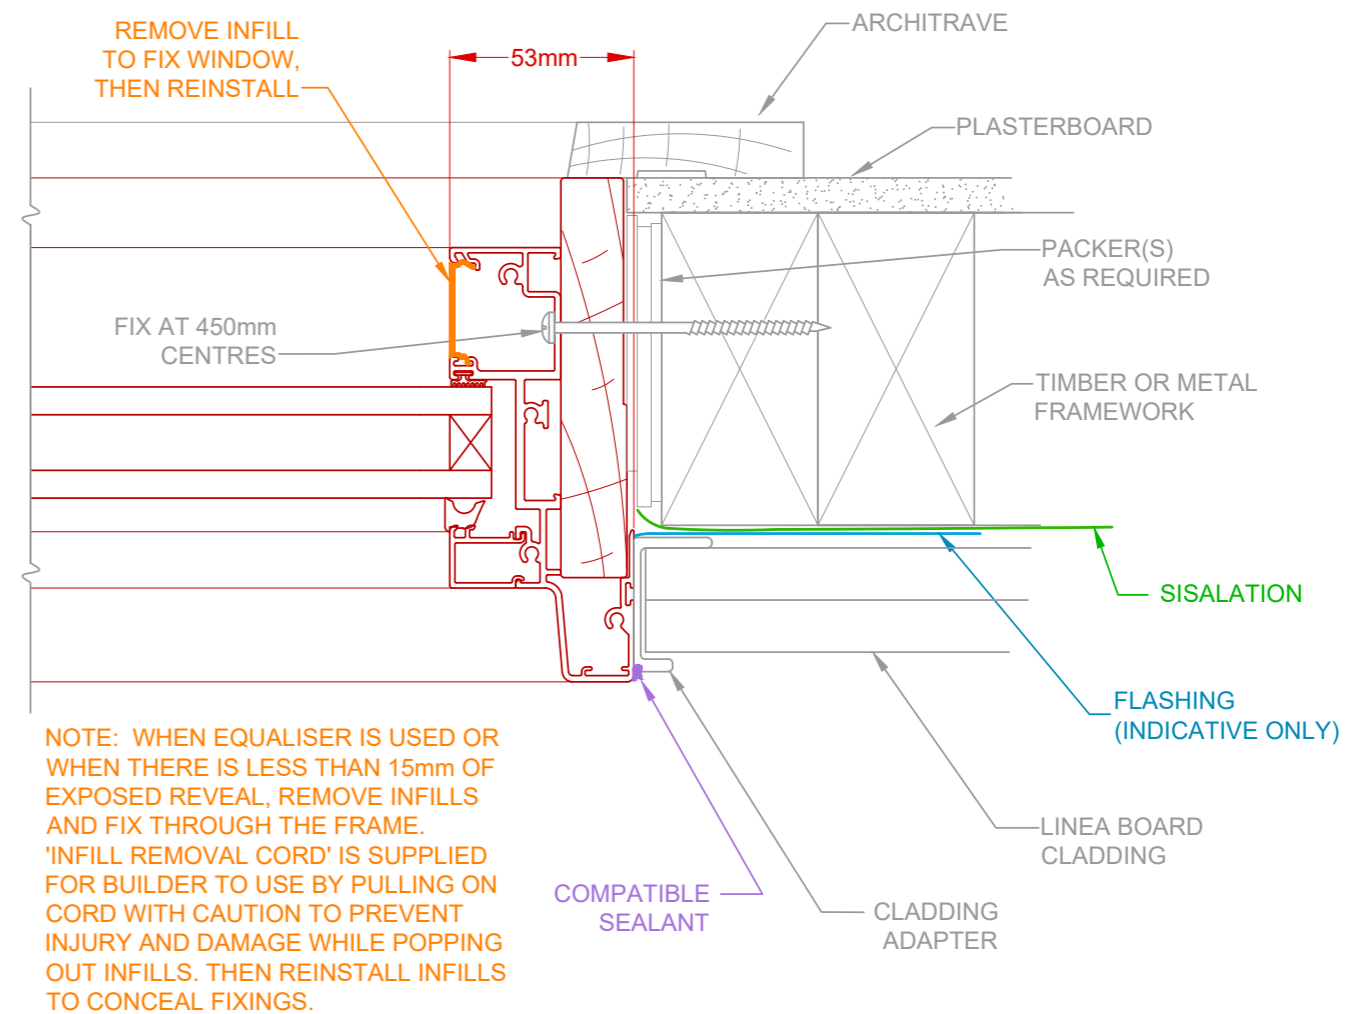 REMOVE INFILL
TO FIX WINDOW,
THEN REINSTALL
53mm
ARCHITRAVE
PLASTERBOARD
PACKER(S)
AS REQUIRED
FIX AT 450mm
CENTRES
TIMBER OR METAL
FRAMEWORK
SISALATION
FLASHING
(INDICATIVE ONLY)
LINEA BOARD
CLADDING
CLADDING
ADAPTER
COMPATIBLE
SEALANT
NOTE: WHEN EQUALISER IS USED OR
WHEN THERE IS LESS THAN 15mm OF
EXPOSED REVEAL, REMOVE INFILLS
AND FIX THROUGH THE FRAME.
'INFILL REMOVAL CORD' IS SUPPLIED
FOR BUILDER TO USE BY PULLING ON
CORD WITH CAUTION TO PREVENT
INJURY AND DAMAGE WHILE POPPING
OUT INFILLS. THEN REINSTALL INFILLS
TO CONCEAL FIXINGS.